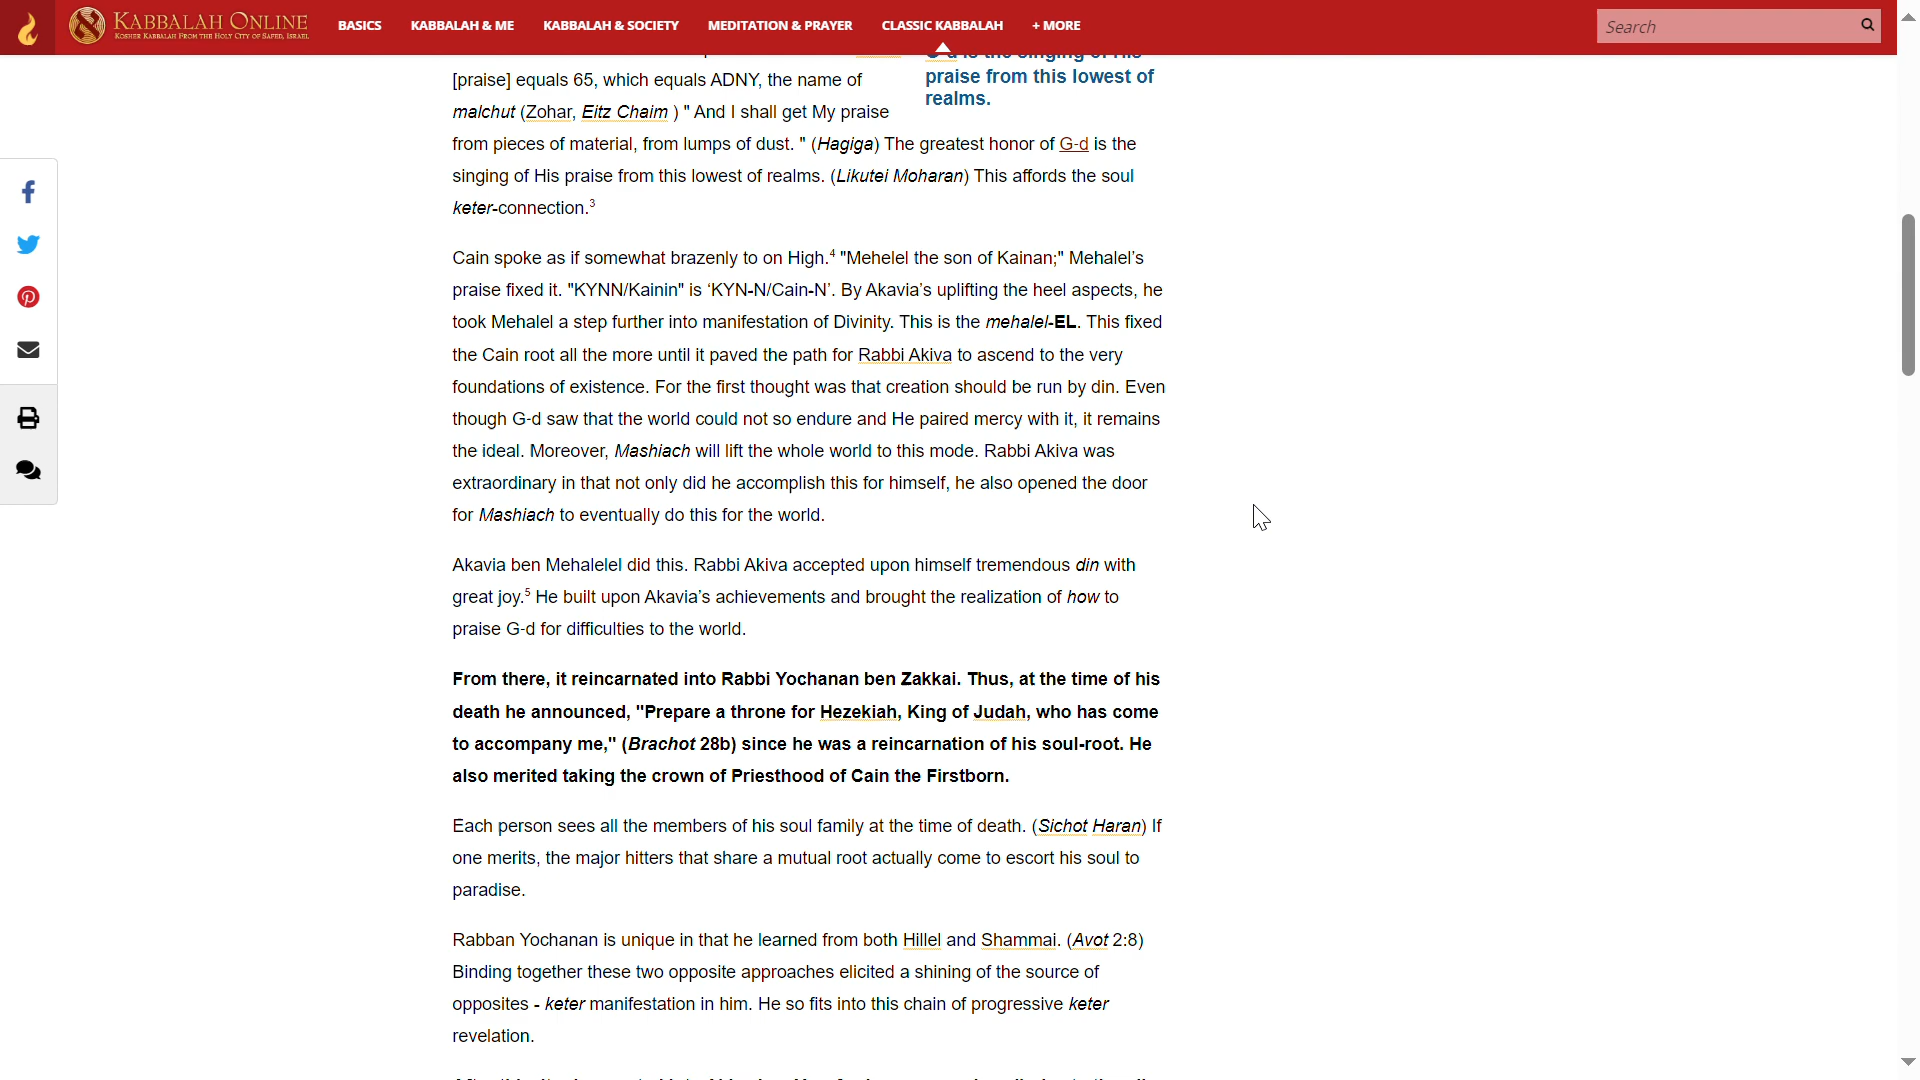 KABBALAH ONLINE
KOSHER KABBALAH FROM THE HOLY CITY OF SAFED, ISRAEL
BASICS
KABBALAH & ME
KABBALAH & SOCIETY
MEDITATION & PRAYER
CLASSIC KABBALAH
+ MORE
Search
G-d is the singing of His
praise from this lowest of
realms.
[praise] equals 65, which equals ADNY, the name of
malchut (Zohar, Eitz Chaim ) " And I shall get My praise
from pieces of material, from lumps of dust. " (Hagiga) The greatest honor of G-d is the
singing of His praise from this lowest of realms. (Likutei Moharan) This affords the soul
keter-connection.3
Cain spoke as if somewhat brazenly to on High.4 "Mehelel the son of Kainan;" Mehalel’s
praise fixed it. "KYNN/Kainin" is ‘KYN-N/Cain-N’. By Akavia’s uplifting the heel aspects, he
took Mehalel a step further into manifestation of Divinity. This is the mehalel-EL. This fixed
the Cain root all the more until it paved the path for Rabbi Akiva to ascend to the very
foundations of existence. For the first thought was that creation should be run by din. Even
though G-d saw that the world could not so endure and He paired mercy with it, it remains
the ideal. Moreover, Mashiach will lift the whole world to this mode. Rabbi Akiva was
extraordinary in that not only did he accomplish this for himself, he also opened the door
for Mashiach to eventually do this for the world.
Akavia ben Mehalelel did this. Rabbi Akiva accepted upon himself tremendous din with
great joy.5 He built upon Akavia’s achievements and brought the realization of how to
praise G-d for difficulties to the world.
From there, it reincarnated into Rabbi Yochanan ben Zakkai. Thus, at the time of his
death he announced, "Prepare a throne for Hezekiah, King of Judah, who has come
to accompany me," (Brachot 28b) since he was a reincarnation of his soul-root. He
also merited taking the crown of Priesthood of Cain the Firstborn.
Each person sees all the members of his soul family at the time of death. (Sichot Haran) If
one merits, the major hitters that share a mutual root actually come to escort his soul to
paradise.
Rabban Yochanan is unique in that he learned from both Hillel and Shammai. (Avot 2:8)
Binding together these two opposite approaches elicited a shining of the source of
opposites - keter manifestation in him. He so fits into this chain of progressive keter
revelation.